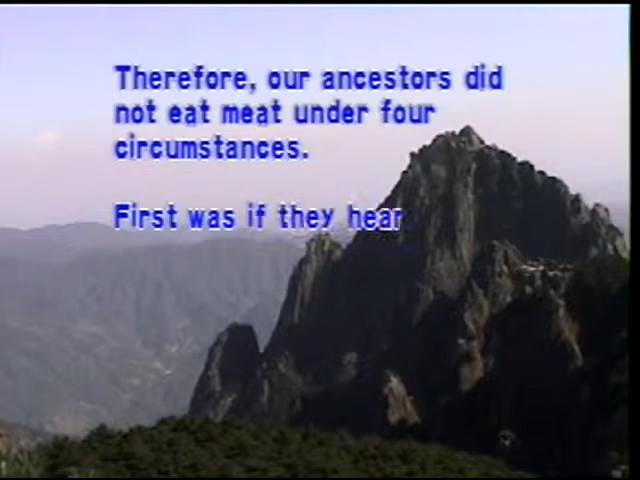 Therefore, our ancestors did
not eat meat under four
circumstances.
First was if they hear